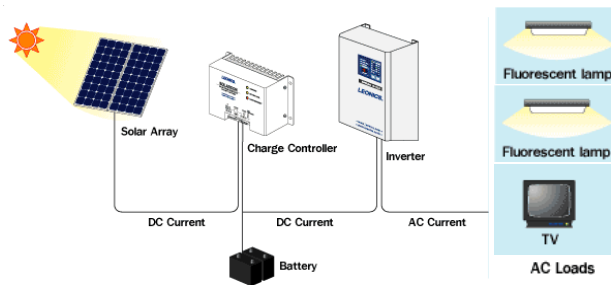 Fluorescent lamp
LEONICS
LEONICS
Solar Array
Charge Controller
Inverter
Fluorescent lamp
DC Current
DC Current
AC Current
TV
Battery
AC Loads